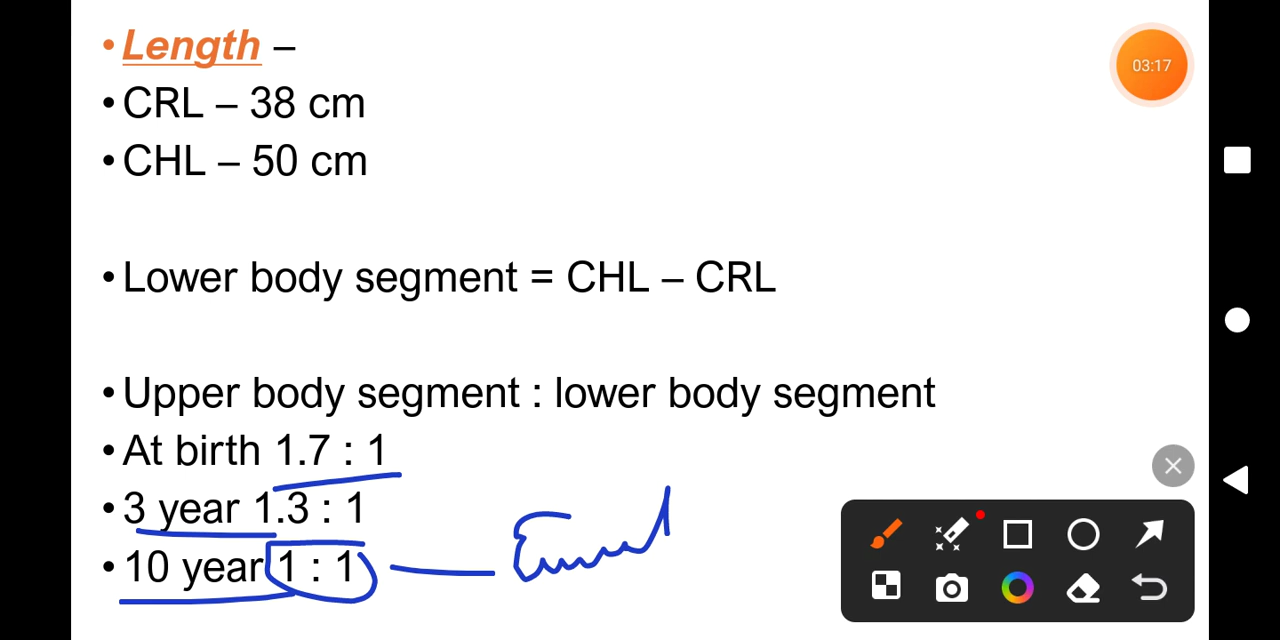 • Length –
03:17
• CRL – 38 cm
• CHL – 50 cm
• Lower body segment = CHL – CRL
• Upper body segment : lower body segment
• At birth 1.7 : 1
• 3 year 1.3 : 1
• 10 year 1 : 1